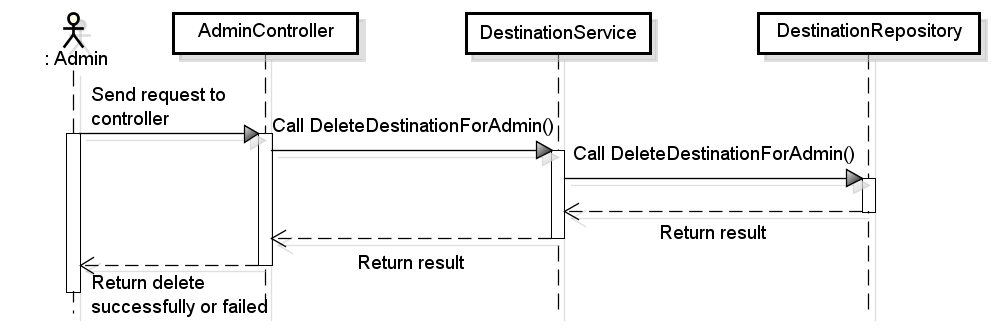 AdminController
DestinationService
DestinationRepository
: Admin
Send request to
controller
Call DeleteDestinationForAdmin()
Call DeleteDestinationForAdmin()
Return result
Return result
Return delete
successfully or failed